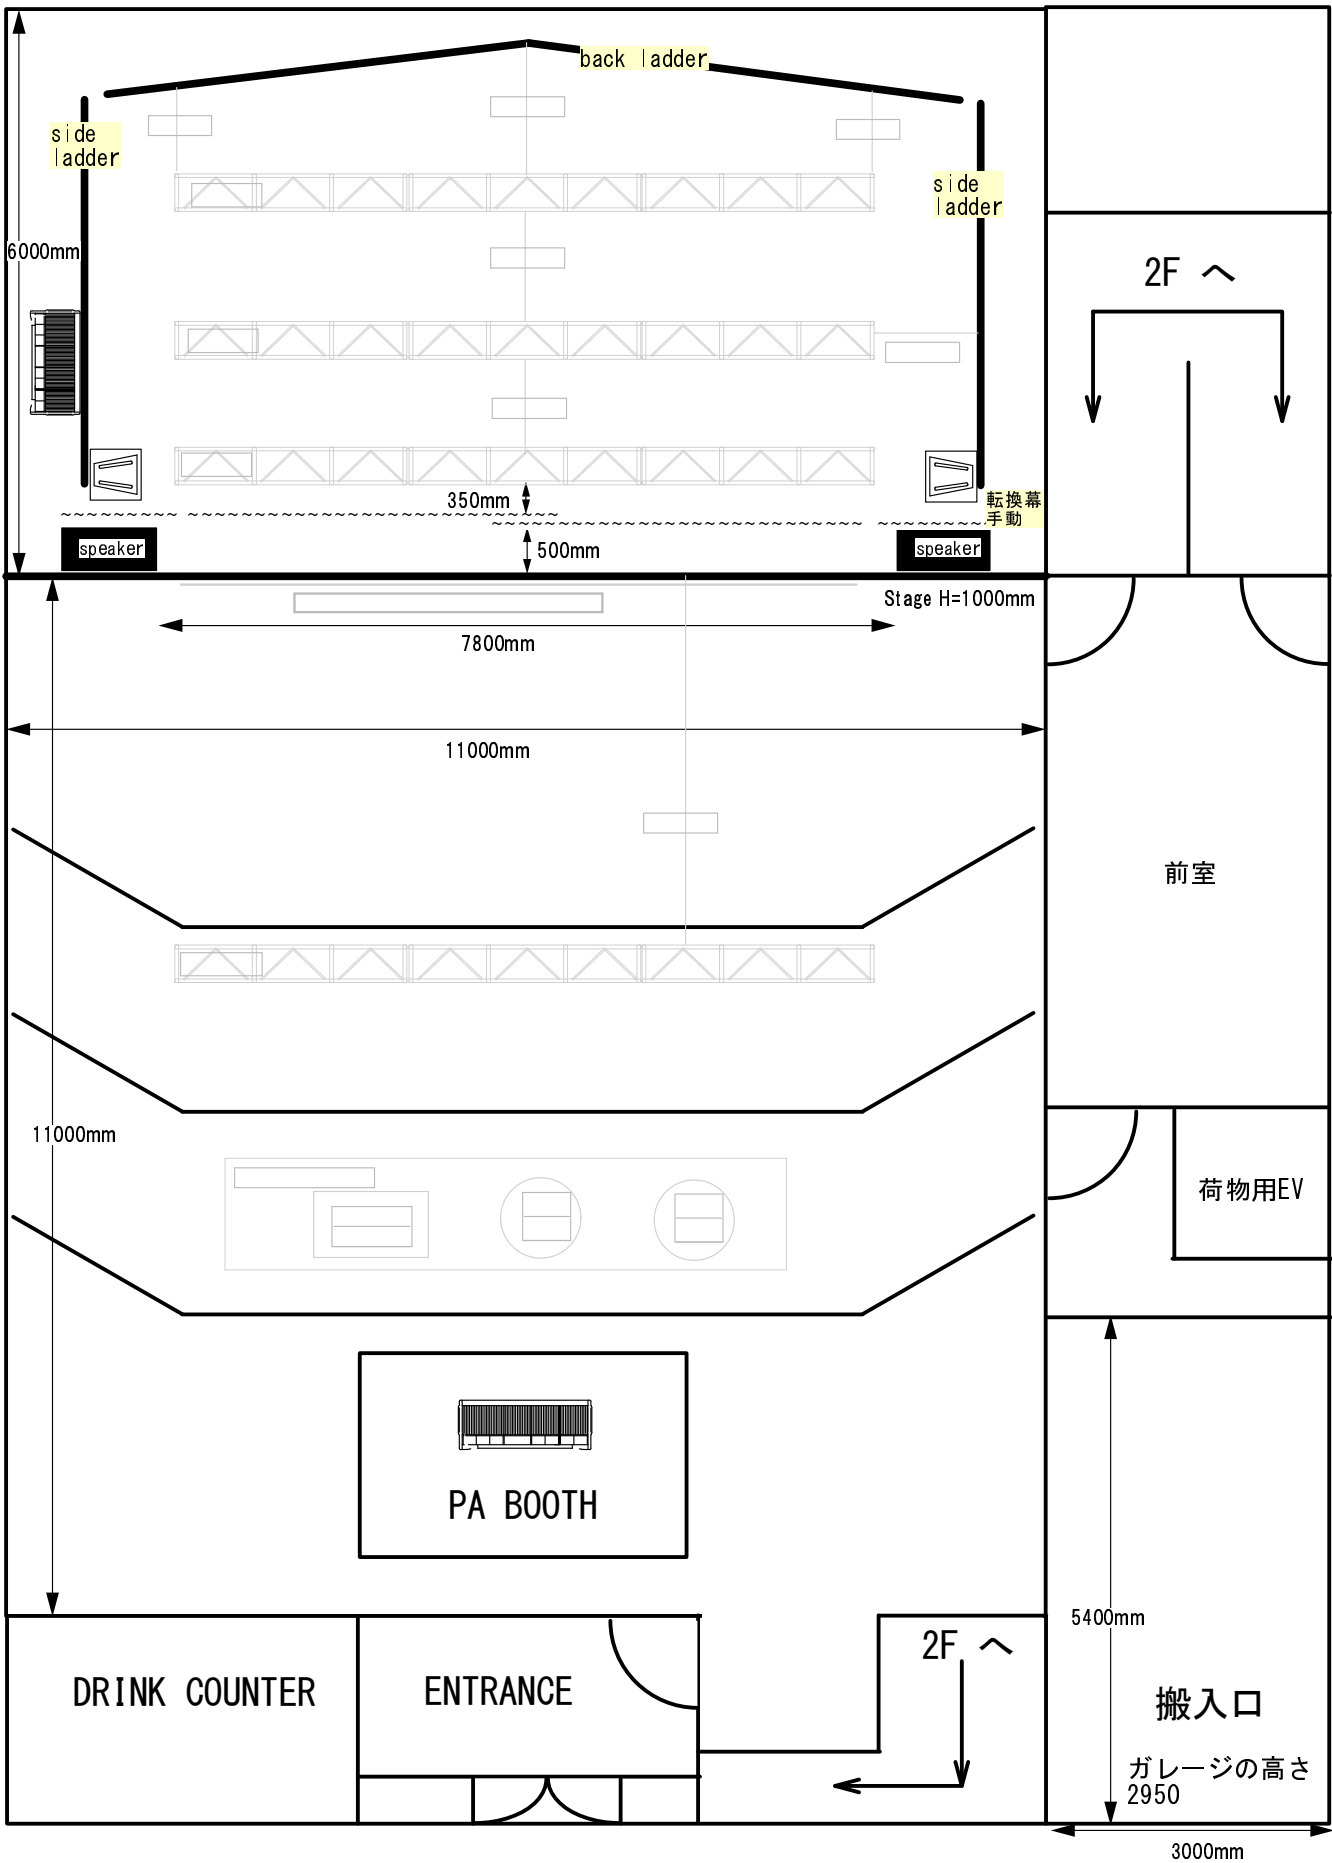 back ladder
side
ladder
side
ladder
6000mm
2F へ
350mm
転換幕
手動
speaker
500mm
speaker
Stage H=1000mm
7800mm
11000mm
前室
11000mm
荷物用EV
PA BOOTH
5400mm
2F へ
DRINK COUNTER
ENTRANCE
搬入口
ガレージの高さ
2950
3000mm